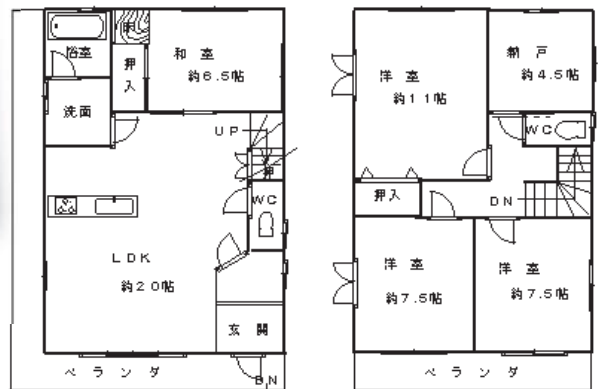 浴室
床
押入
和室
約6.5帖
洗面
UP
押
WC
LDK
約20帖
玄関
ベランダ
DN
洋室
約11帖
納戸
約4.5帖
WC
押入
DN
洋室
約7.5帖
洋室
約7.5帖
ベランダ